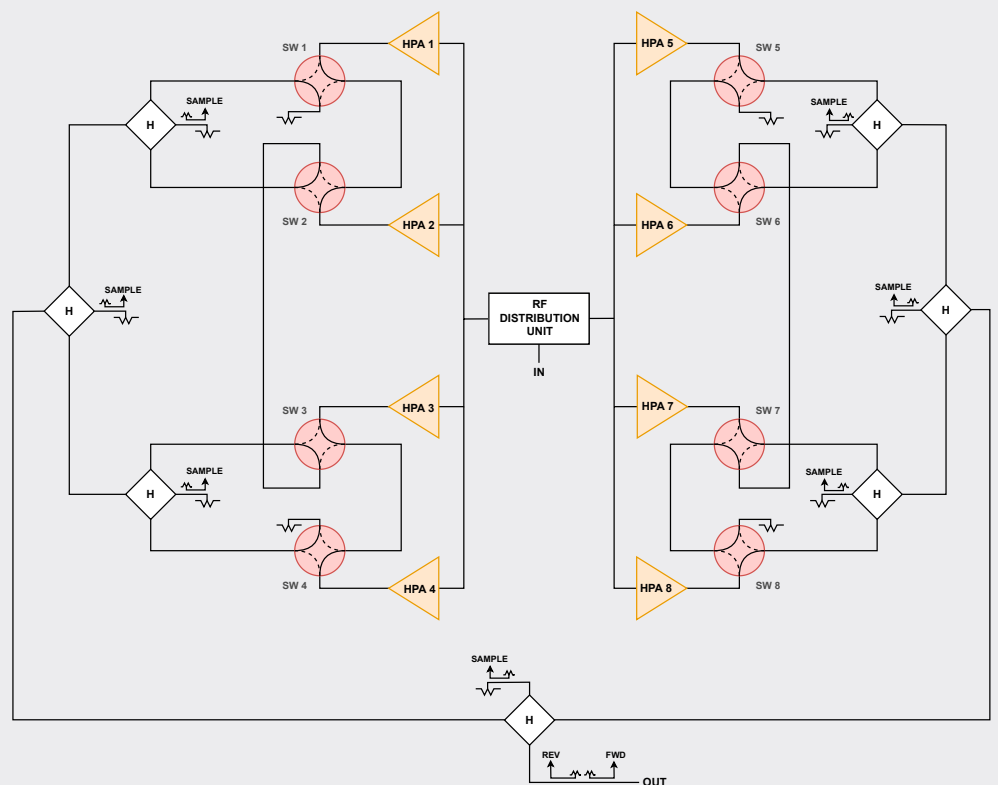 SW 1
HPA 1
HPA 5
SW 5
SAMPLE
H
SAMPLE
H
SW 2
HPA 2
HPA 6
SW 6
SAMPLE
H
RF
DISTRIBUTION
UNIT
IN
SAMPLE
H
SW 3
HPA 3
HPA 7
SW 7
SAMPLE
H
SAMPLE
H
SW 4
HPA 4
HPA 8
SW 8
SAMPLE
H
REV
FWD
OUT